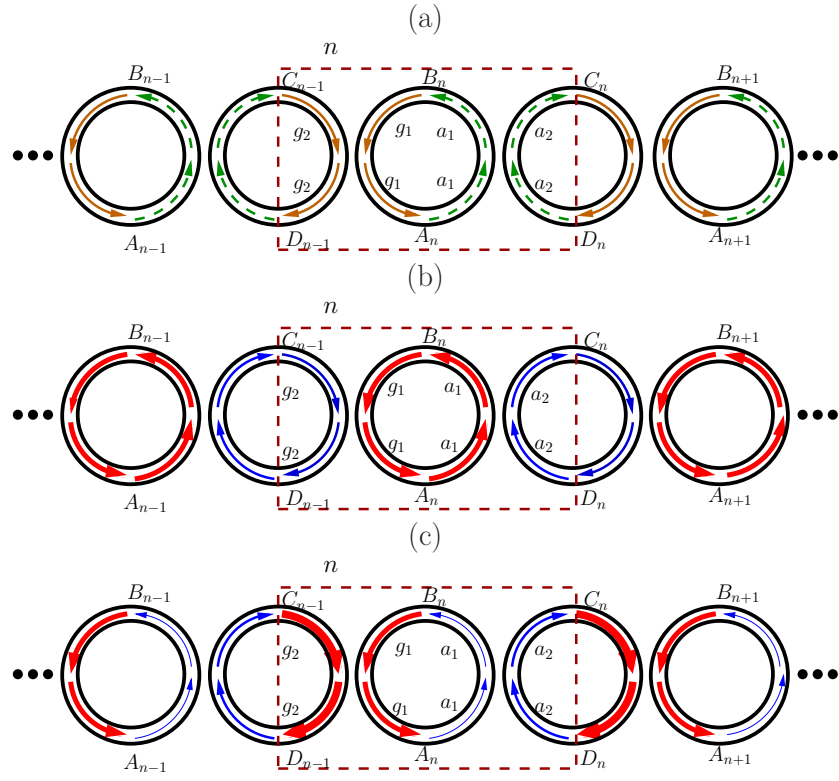 (a)
n
B_{n−1} C_{n−1} B_n C_n B_{n+1}
g_2 g_1 a_1 a_2
g_2 g_1 a_1 a_2
A_{n−1} D_{n−1} A_n D_n A_{n+1}
(b)
n
B_{n−1} C_{n−1} B_n C_n B_{n+1}
g_2 g_1 a_1 a_2
g_2 g_1 a_1 a_2
A_{n−1} D_{n−1} A_n D_n A_{n+1}
(c)
n
B_{n−1} C_{n−1} B_n C_n B_{n+1}
g_2 g_1 a_1 a_2
g_2 g_1 a_1 a_2
A_{n−1} D_{n−1} A_n D_n A_{n+1}